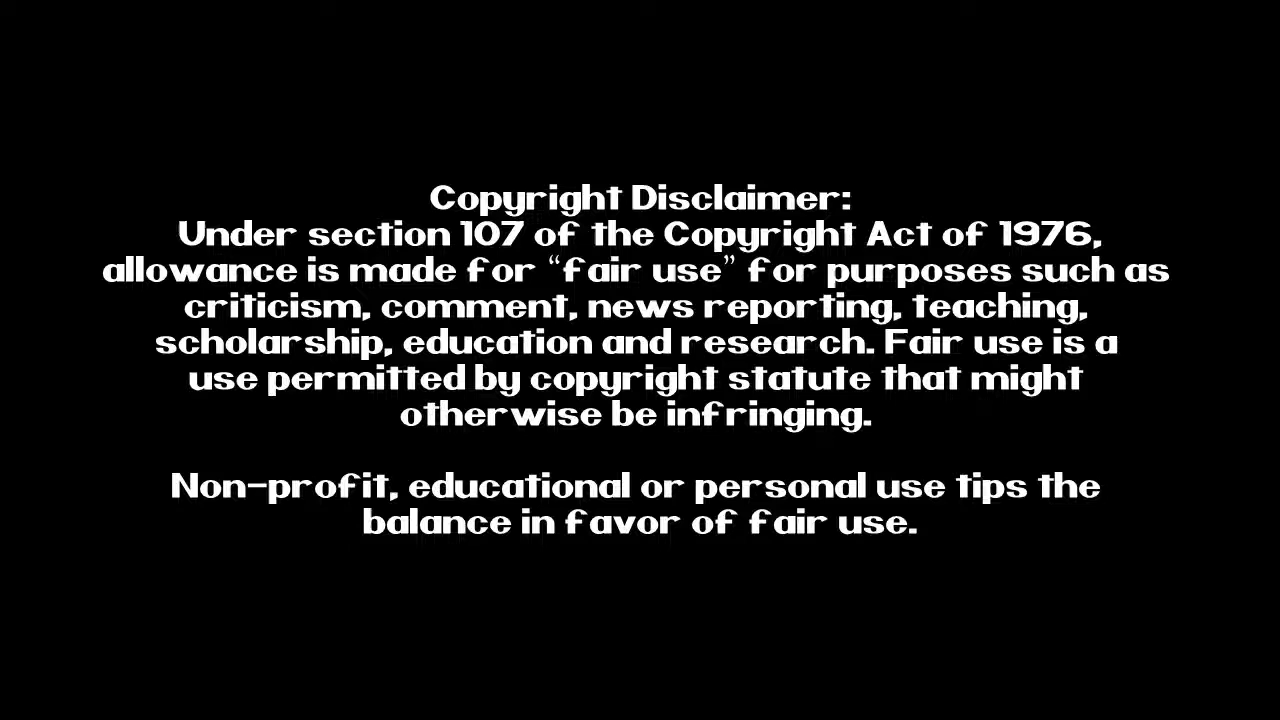 Copyright Disclaimer:
Under section 107 of the Copyright Act of 1976,
allowance is made for “fair use” for purposes such as
criticism, comment, news reporting, teaching,
scholarship, education and research. Fair use is a
use permitted by copyright statute that might
otherwise be infringing.
Non-profit, educational or personal use tips the
balance in favor of fair use.